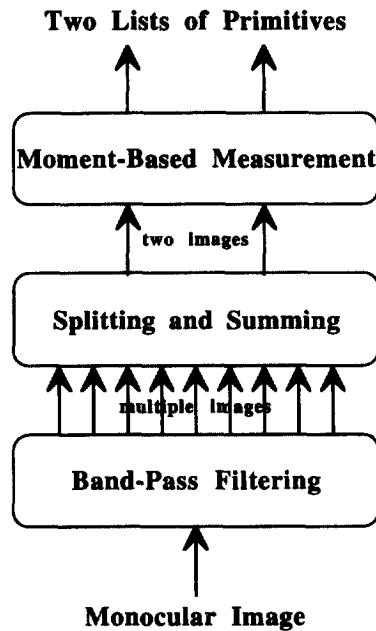 Two Lists of Primitives
Moment-Based Measurement
two images
Splitting and Summing
multiple images
Band-Pass Filtering
Monocular Image